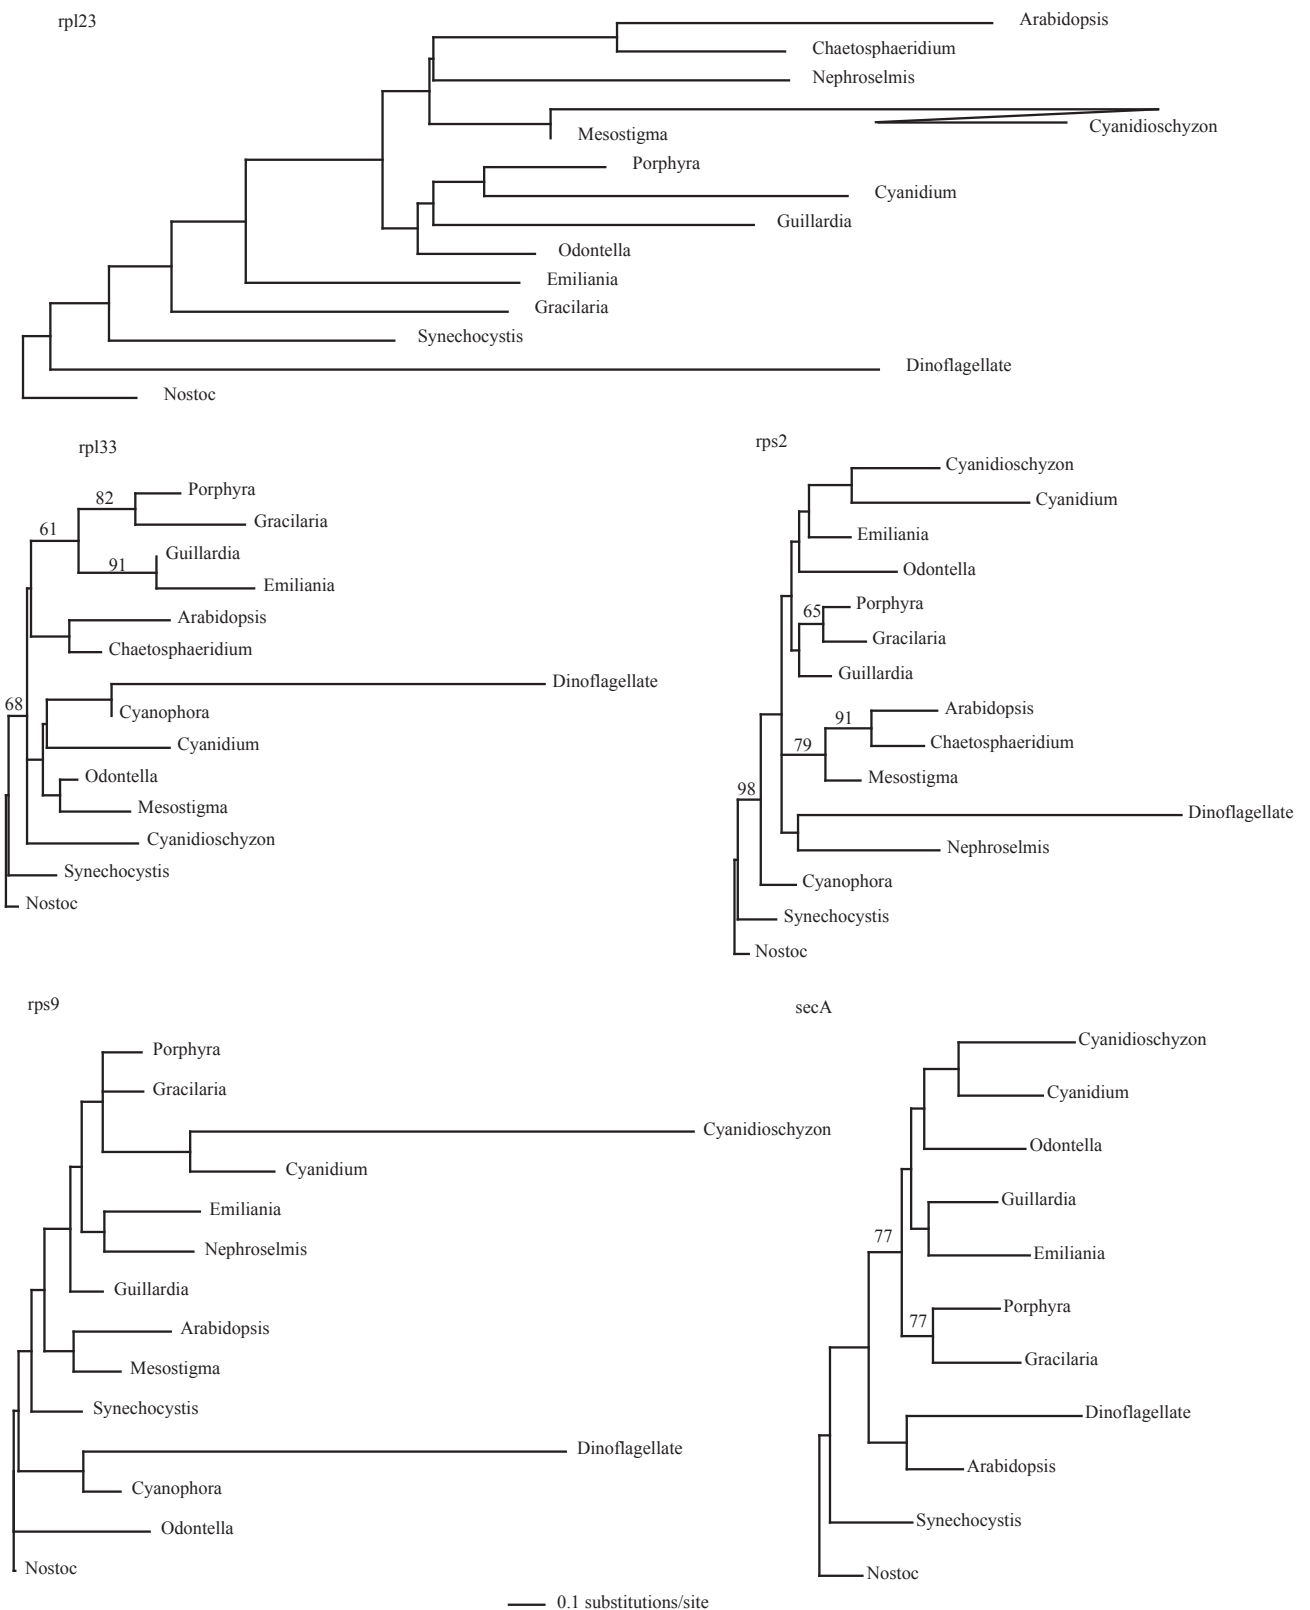 rpl23
Arabidopsis
Chaetosphaeridium
Nephroselmis
Cyanidioschyzon
Mesostigma
Porphyra
Cyanidium
Guillardia
Odontella
Emiliania
Gracilaria
Synechocystis
Dinoflagellate
Nostoc
rpl33
82
Porphyra
Gracilaria
61
Guillardia
91
Emiliania
Arabidopsis
Chaetosphaeridium
Dinoflagellate
68
Cyanophora
Cyanidium
Odontella
Mesostigma
Cyanidioschyzon
Synechocystis
Nostoc
rps2
Cyanidioschyzon
Cyanidium
Emiliania
Odontella
Porphyra
65
Gracilaria
Guillardia
Arabidopsis
91
Chaetosphaeridium
79
Mesostigma
98
Dinoflagellate
Nephroselmis
Cyanophora
Synechocystis
Nostoc
rps9
Porphyra
Gracilaria
Cyanidioschyzon
Cyanidium
Emiliania
Nephroselmis
Guillardia
Arabidopsis
Mesostigma
Synechocystis
Dinoflagellate
Cyanophora
Odontella
Nostoc
secA
Cyanidioschyzon
Cyanidium
Odontella
Guillardia
77
Emiliania
Porphyra
77
Gracilaria
Dinoflagellate
Arabidopsis
Synechocystis
Nostoc
0.1 substitutions/site